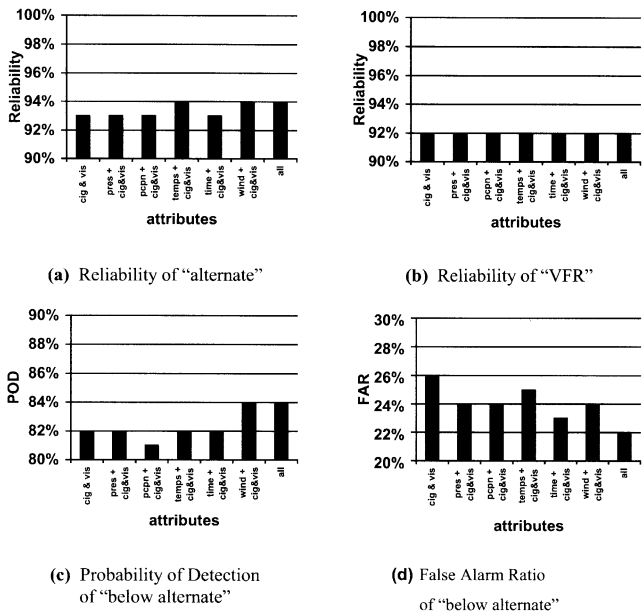 100%
98%
96%
94%
92%
90%
Reliability
cig & vis
pres +
cig&vis
pcpn +
cig&vis
temps +
cig&vis
time +
cig&vis
wind +
cig&vis
all
attributes
(a) Reliability of “alternate”
100%
98%
96%
94%
92%
90%
Reliability
cig & vis
pres +
cig&vis
pcpn +
cig&vis
temps +
cig&vis
time +
cig&vis
wind +
cig&vis
all
attributes
(b) Reliability of “VFR”
90%
88%
86%
84%
82%
80%
POD
cig & vis
pres +
cig&vis
pcpn +
cig&vis
temps +
cig&vis
time +
cig&vis
wind +
cig&vis
all
attributes
(c) Probability of Detection
of “below alternate”
30%
28%
26%
24%
22%
20%
FAR
cig & vis
pres +
cig&vis
pcpn +
cig&vis
temps +
cig&vis
time +
cig&vis
wind +
cig&vis
all
attributes
(d) False Alarm Ratio
of “below alternate”